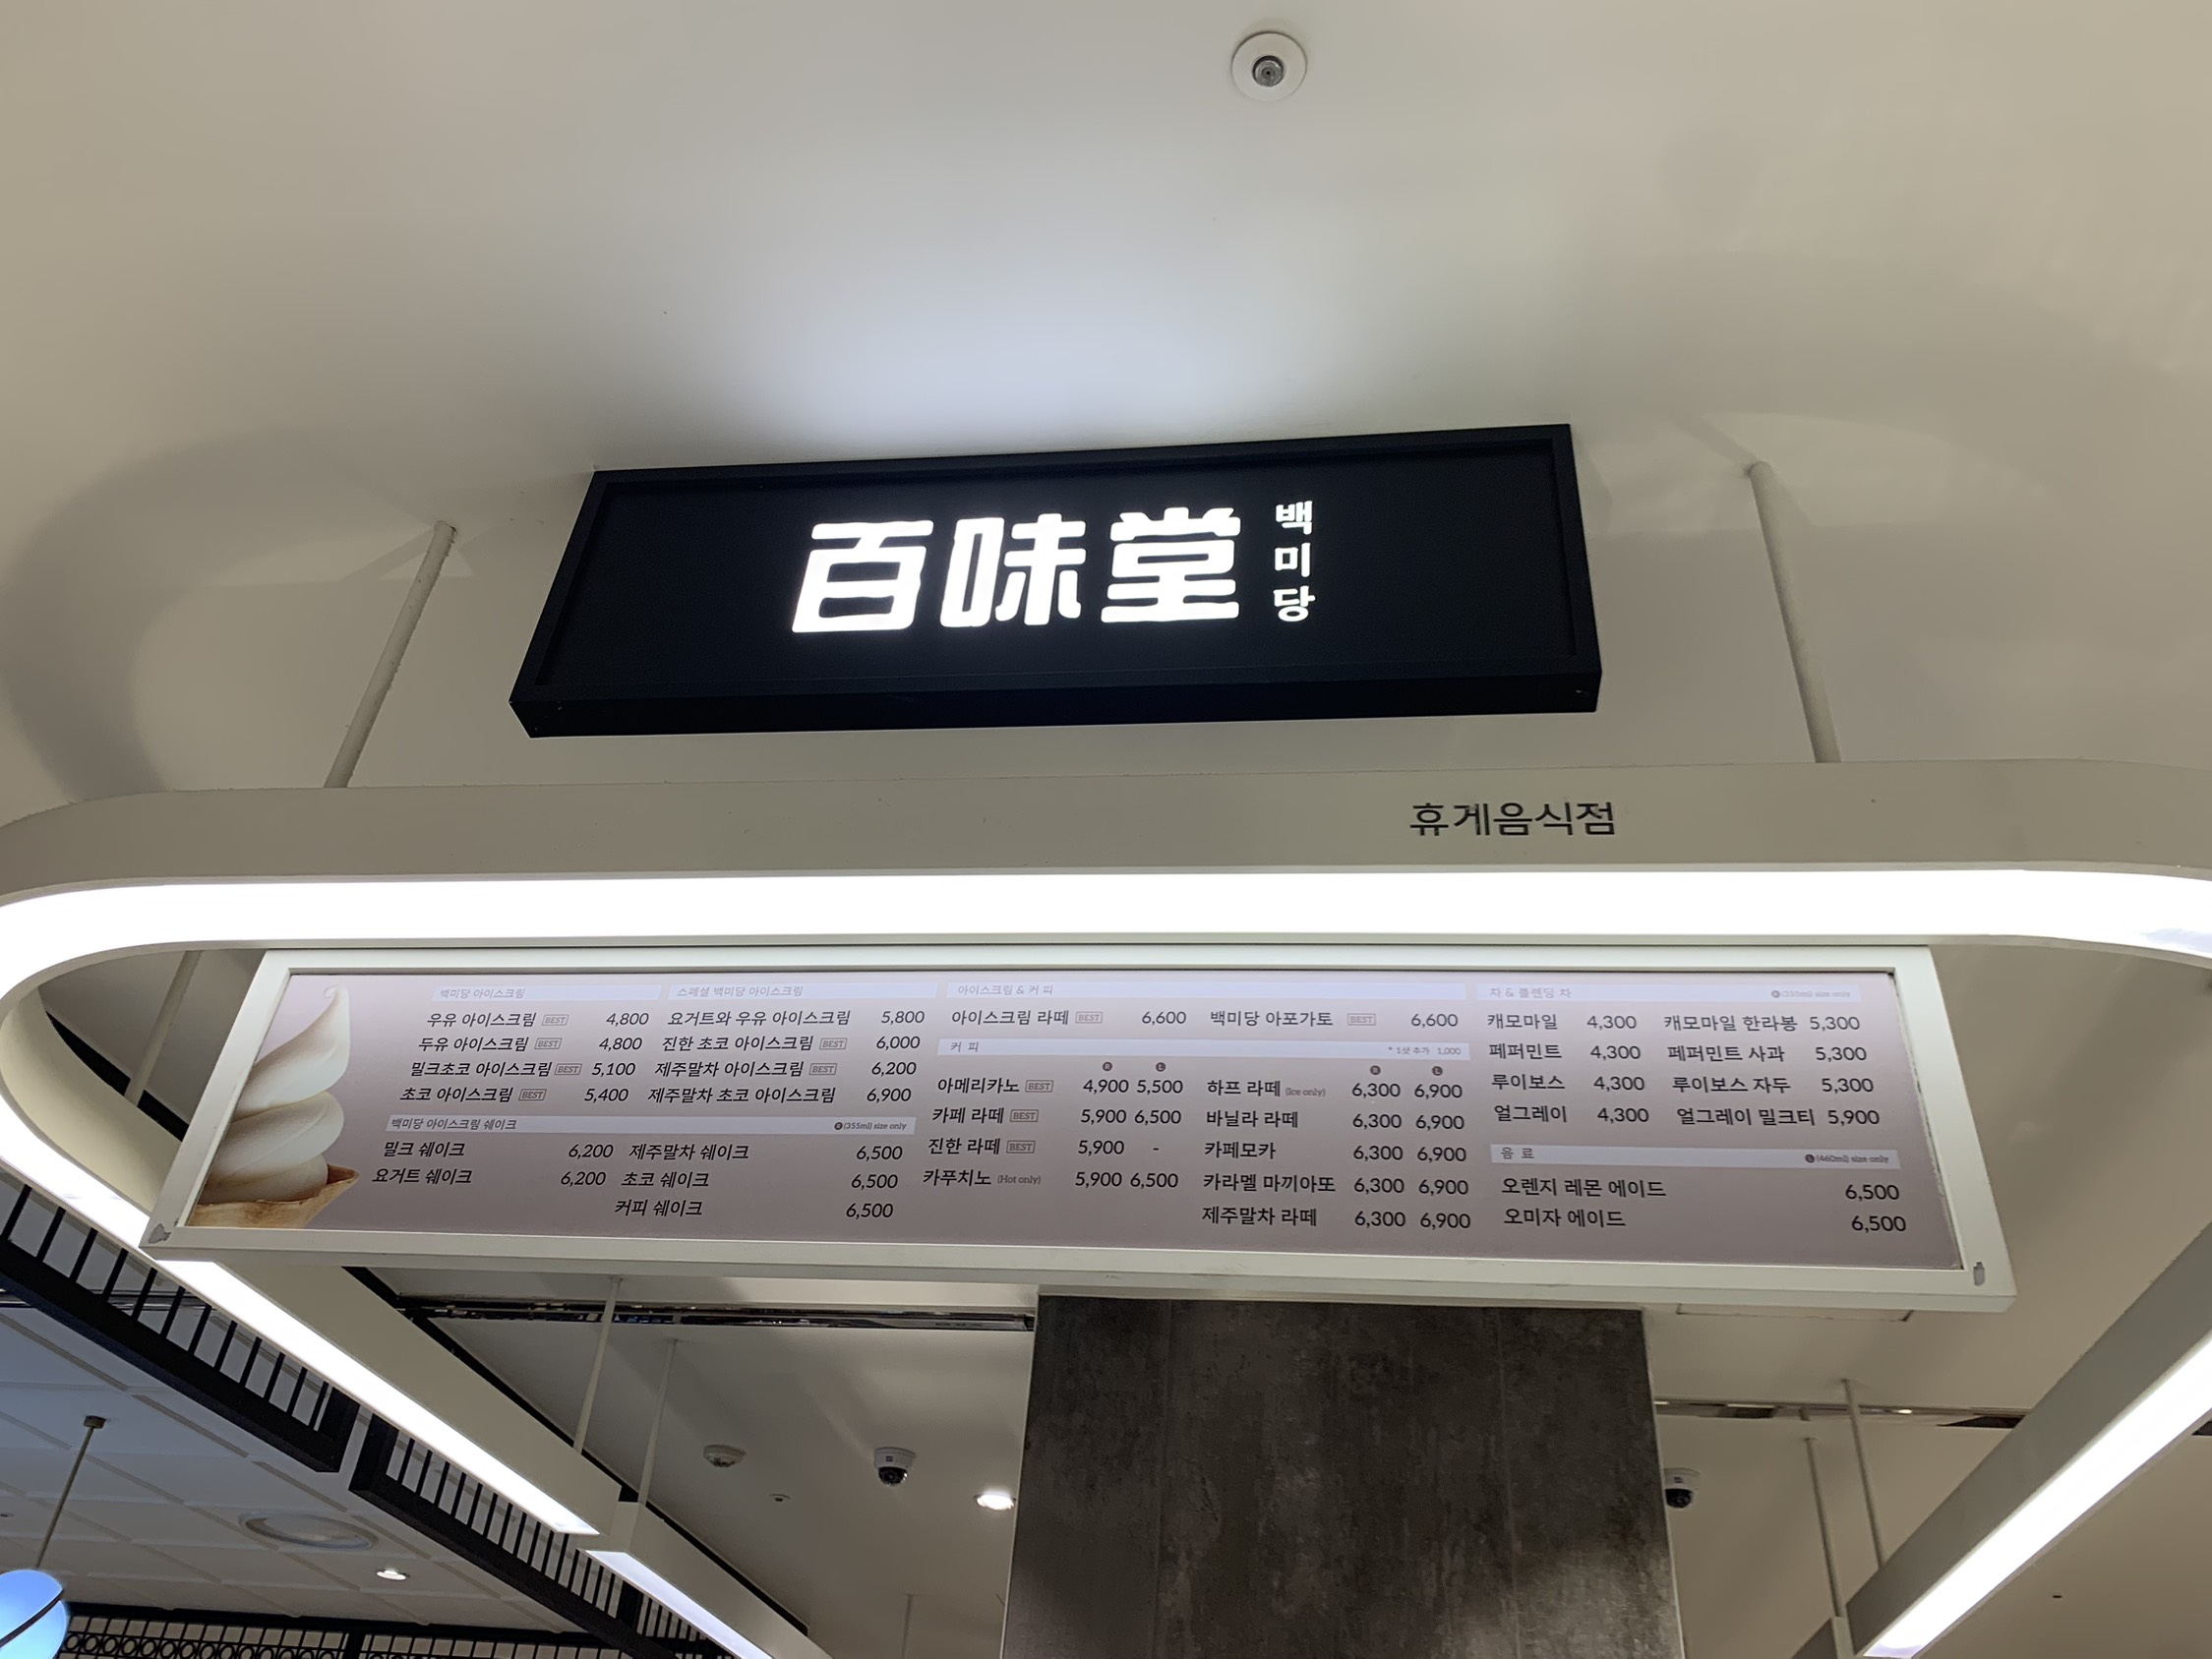 百味堂
백미당
휴게음식점
백미당 아이스크림
우유 아이스크림 BEST 4,800
두유 아이스크림 BEST 4,800
밀크초코 아이스크림 BEST 5,100
초코 아이스크림 BEST 5,400
스페셜 백미당 아이스크림
요거트와 우유 아이스크림 5,800
진한 초코 아이스크림 BEST 6,000
제주말차 아이스크림 BEST 6,200
제주말차 초코 아이스크림 6,900
백미당 아이스크림 쉐이크 R (355ml) size only
밀크 쉐이크 6,200
요거트 쉐이크 6,200
제주말차 쉐이크 6,500
초코 쉐이크 6,500
커피 쉐이크 6,500
아이스크림 & 커피
아이스크림 라떼 BEST 6,600
백미당 아포가토 BEST 6,600
커 피 * 1샷 추가 1,000
R L
아메리카노 BEST 4,900 5,500
카페 라떼 BEST 5,900 6,500
진한 라떼 BEST 5,900 -
카푸치노 (Hot only) 5,900 6,500
R L
하프 라떼 (Ice only) 6,300 6,900
바닐라 라떼 6,300 6,900
카페모카 6,300 6,900
카라멜 마끼아또 6,300 6,900
제주말차 라떼 6,300 6,900
차 & 블렌딩 차 R (355ml) size only
캐모마일 4,300
페퍼민트 4,300
루이보스 4,300
얼그레이 4,300
캐모마일 한라봉 5,300
페퍼민트 사과 5,300
루이보스 자두 5,300
얼그레이 밀크티 5,900
음 료 L (460ml) size only
오렌지 레몬 에이드 6,500
오미자 에이드 6,500